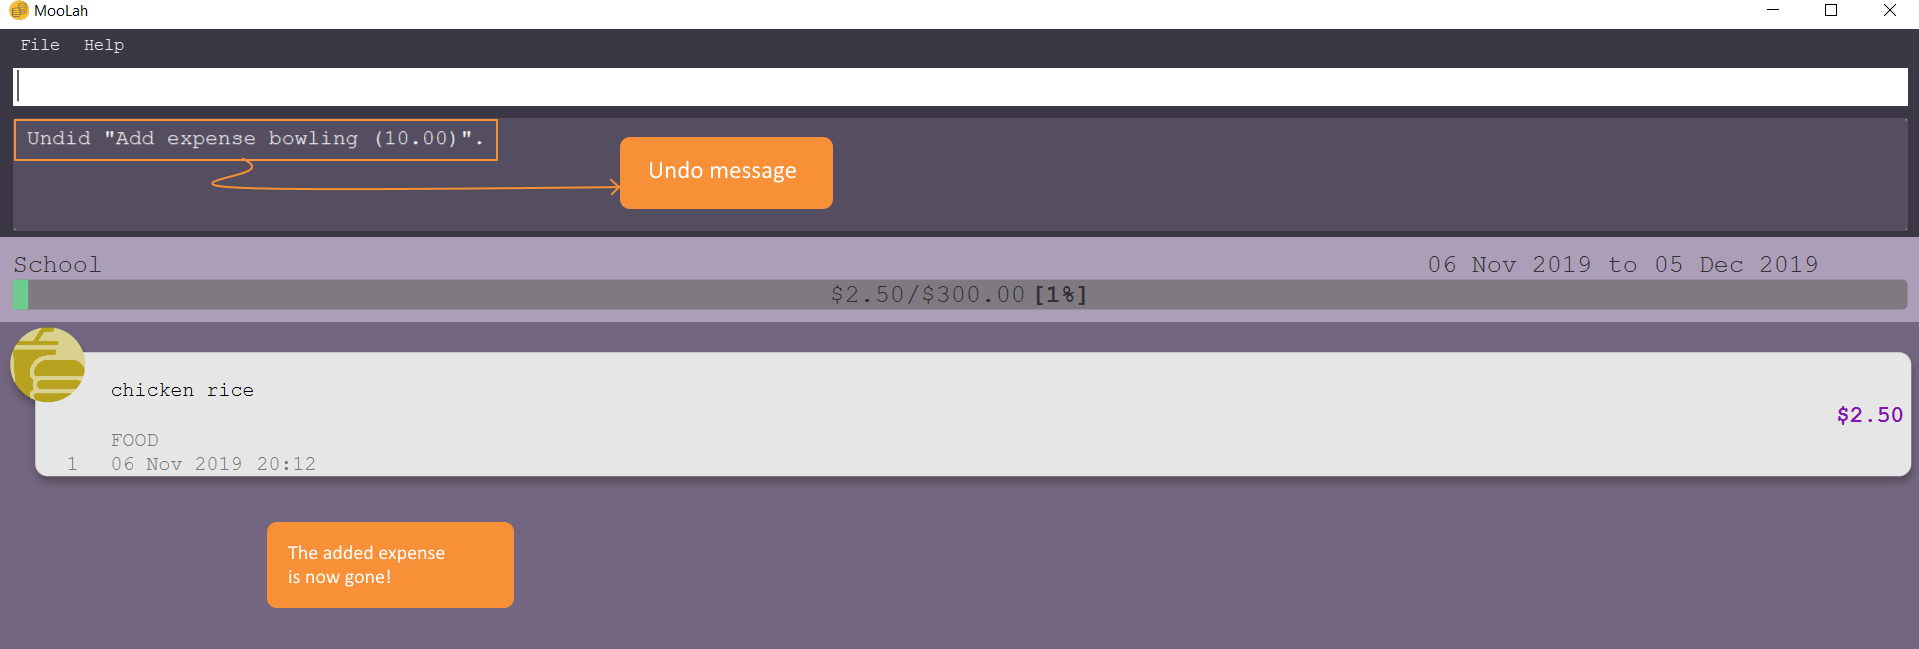 MooLah
File Help
Undid "Add expense bowling (10.00)".
Undo message
School
06 Nov 2019 to 05 Dec 2019
$2.50/$300.00 [1%]
chicken rice
$2.50
FOOD
1 06 Nov 2019 20:12
The added expense
is now gone!